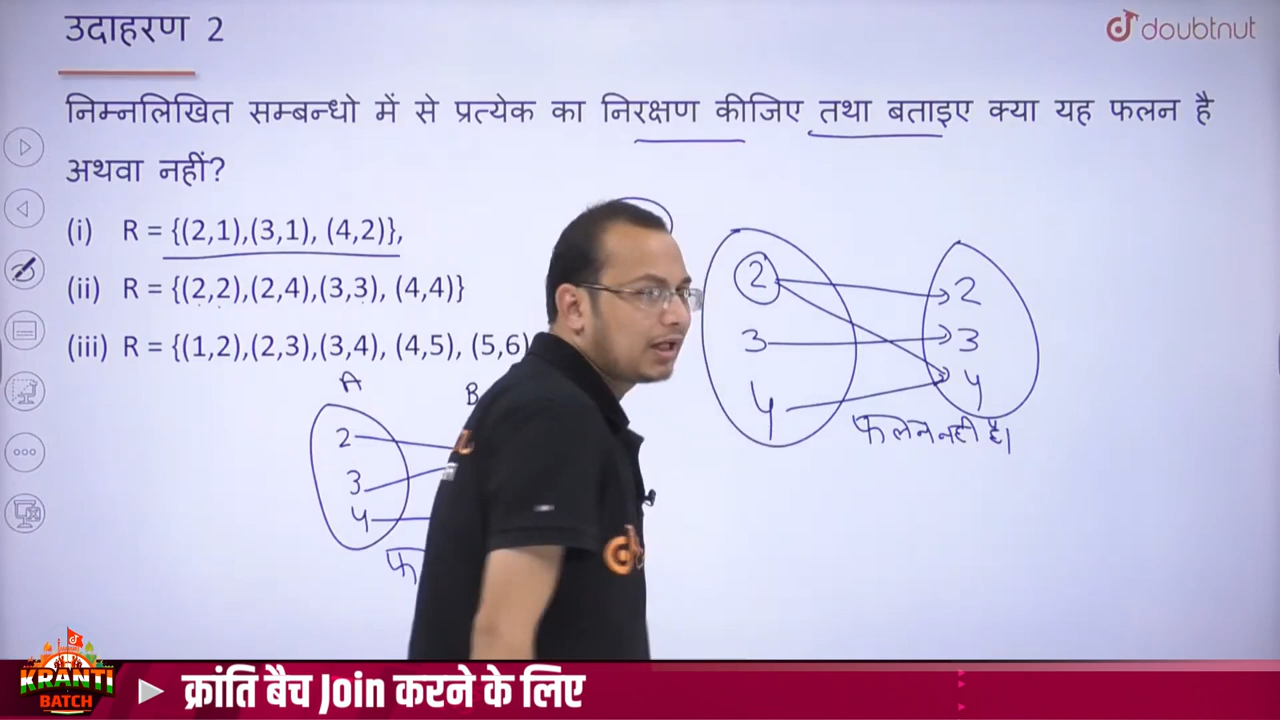 उदाहरण 2
doubtnut
निम्नलिखित सम्बन्धो में से प्रत्येक का निरक्षण कीजिए तथा बताइए क्या यह फलन है
अथवा नहीं?
(i) R = {(2,1),(3,1), (4,2)},
(ii) R = {(2,2),(2,4),(3,3), (4,4)}
(iii) R = {(1,2),(2,3),(3,4), (4,5), (5,6)
A B
2
3
4
फ
2 2
3 3
4 4
फलन नही है।
KRANTI
BATCH
क्रांति बैच Join करने के लिए